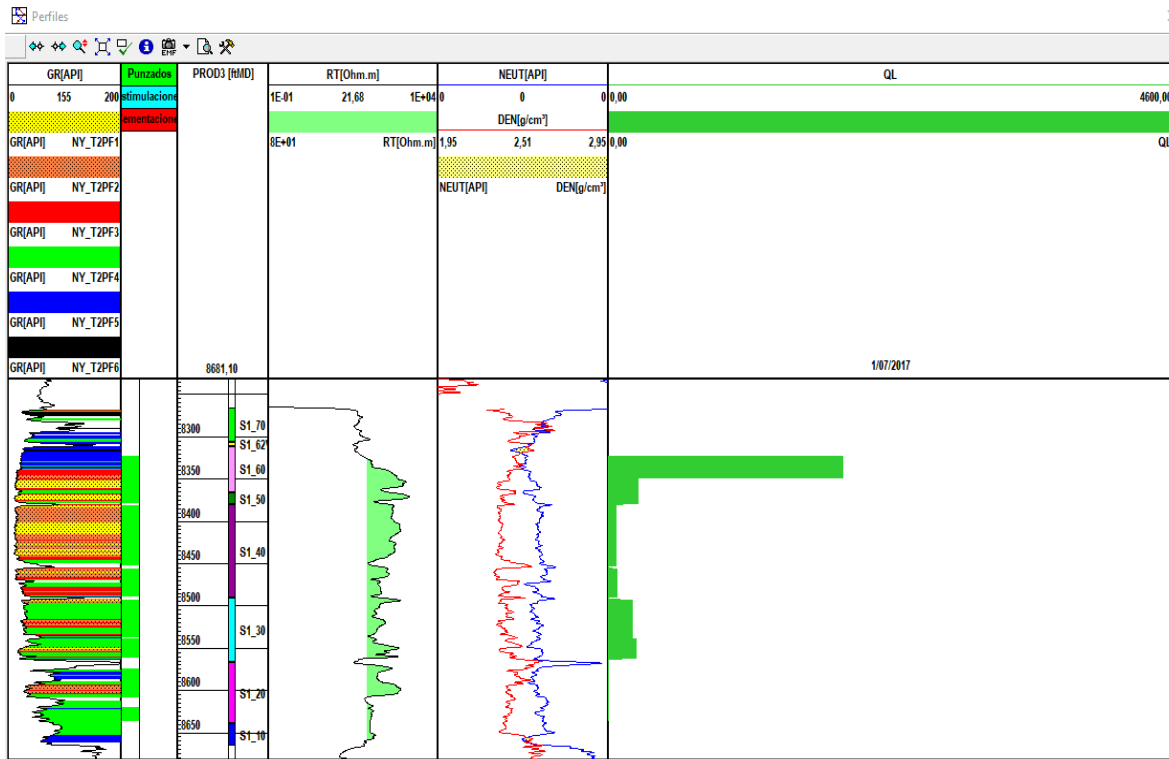 Perfiles
EMF
GR[API]
0 155 200
GR[API] NY_T2PF1
GR[API] NY_T2PF2
GR[API] NY_T2PF3
GR[API] NY_T2PF4
GR[API] NY_T2PF5
GR[API] NY_T2PF6
Punzados
stimulacione
ementacione
PROD3 [ftMD]
8681,10
RT[Ohm.m]
1E-01 21,68 1E+04
8E+01 RT[Ohm.m]
NEUT[API]
0 0 0
DEN[g/cm³]
1,95 2,51 2,95
NEUT[API] DEN[g/cm³]
QL
0,00 4600,00
0,00 QL
1/07/2017
8300
8350
8400
8450
8500
8550
8600
8650
S1_70
S1_62
S1_60
S1_50
S1_40
S1_30
S1_20
S1_10